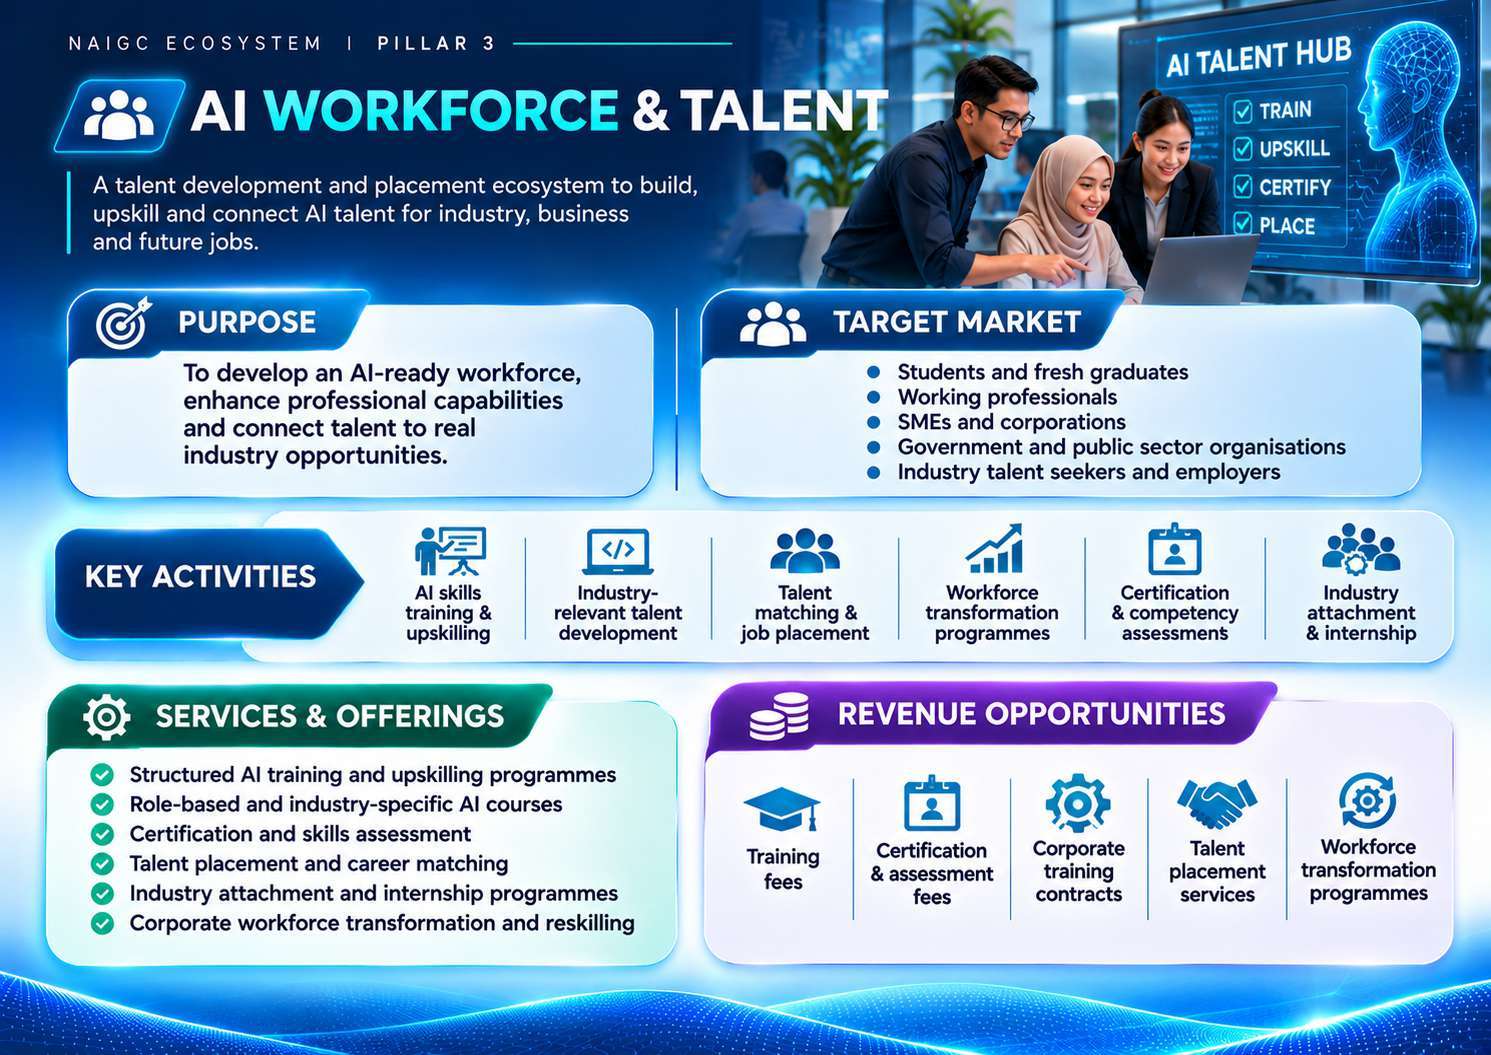 NAIGC ECOSYSTEM | PILLAR 3
AI WORKFORCE & TALENT
A talent development and placement ecosystem to build,
upskill and connect AI talent for industry, business
and future jobs.
AI TALENT HUB
TRAIN
UPSKILL
CERTIFY
PLACE
PURPOSE
To develop an AI-ready workforce,
enhance professional capabilities
and connect talent to real
industry opportunities.
TARGET MARKET
Students and fresh graduates
Working professionals
SMEs and corporations
Government and public sector organisations
Industry talent seekers and employers
KEY ACTIVITIES
AI skills
training &
upskilling
Industry-
relevant talent
development
Talent
matching &
job placement
Workforce
transformation
programmes
Certification
& competency
assessments
Industry
attachment
& internship
SERVICES & OFFERINGS
Structured AI training and upskilling programmes
Role-based and industry-specific AI courses
Certification and skills assessment
Talent placement and career matching
Industry attachment and internship programmes
Corporate workforce transformation and reskilling
REVENUE OPPORTUNITIES
Training
fees
Certification
& assessment
fees
Corporate
training
contracts
Talent
placement
services
Workforce
transformation
programmes